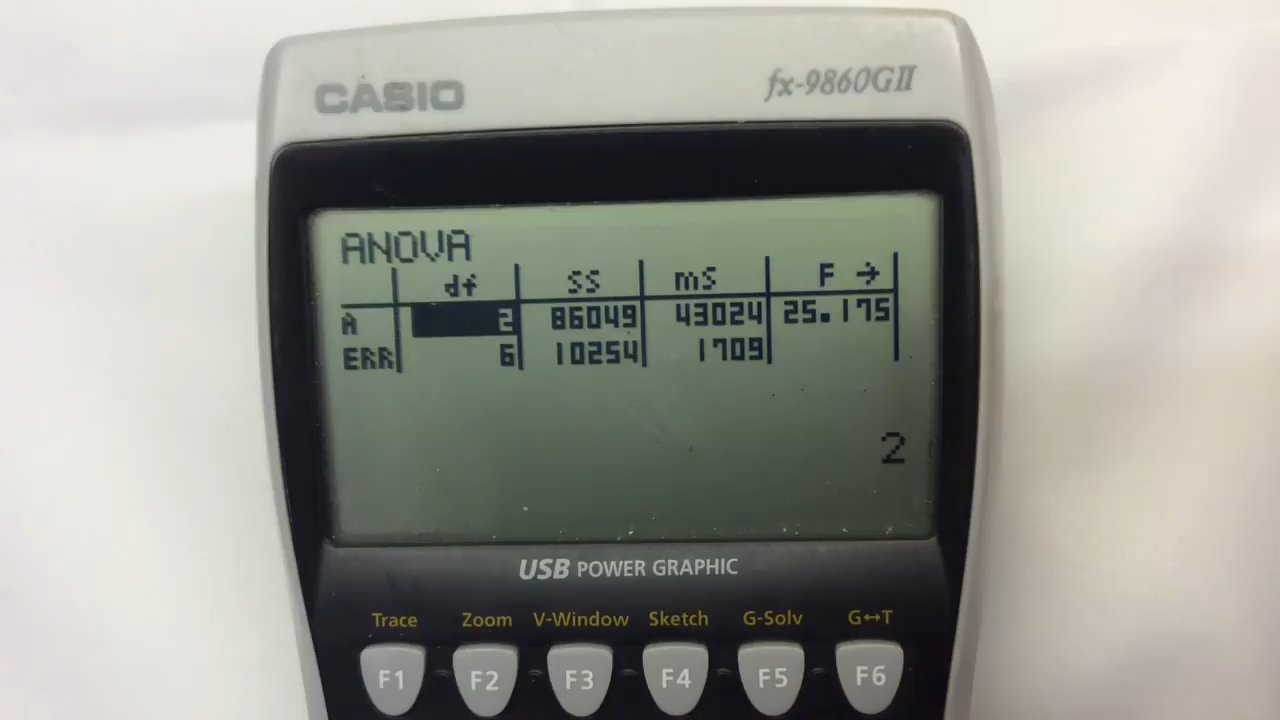 CASIO fx-9860GII
ANOVA
df SS mS F →
A 2 86049 43024 25.175
ERR 6 10254 1709
2
USB POWER GRAPHIC
Trace Zoom V-Window Sketch G-Solv G↔T
F1 F2 F3 F4 F5 F6